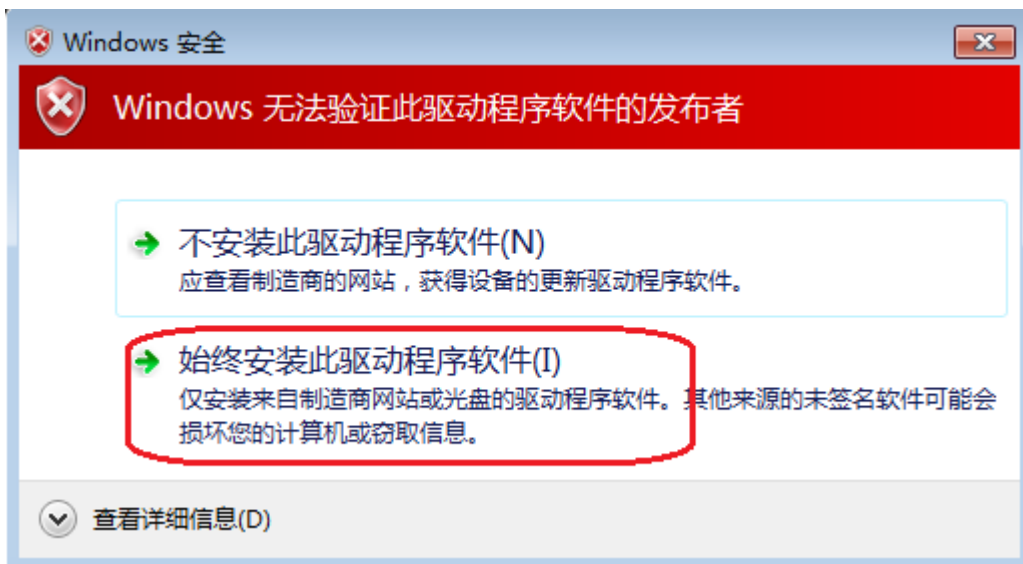 Windows 安全
Windows 无法验证此驱动程序软件的发布者
不安装此驱动程序软件(N)
应查看制造商的网站，获得设备的更新驱动程序软件。
始终安装此驱动程序软件(I)
仅安装来自制造商网站或光盘的驱动程序软件。其他来源的未签名软件可能会
损坏您的计算机或窃取信息。
查看详细信息(D)